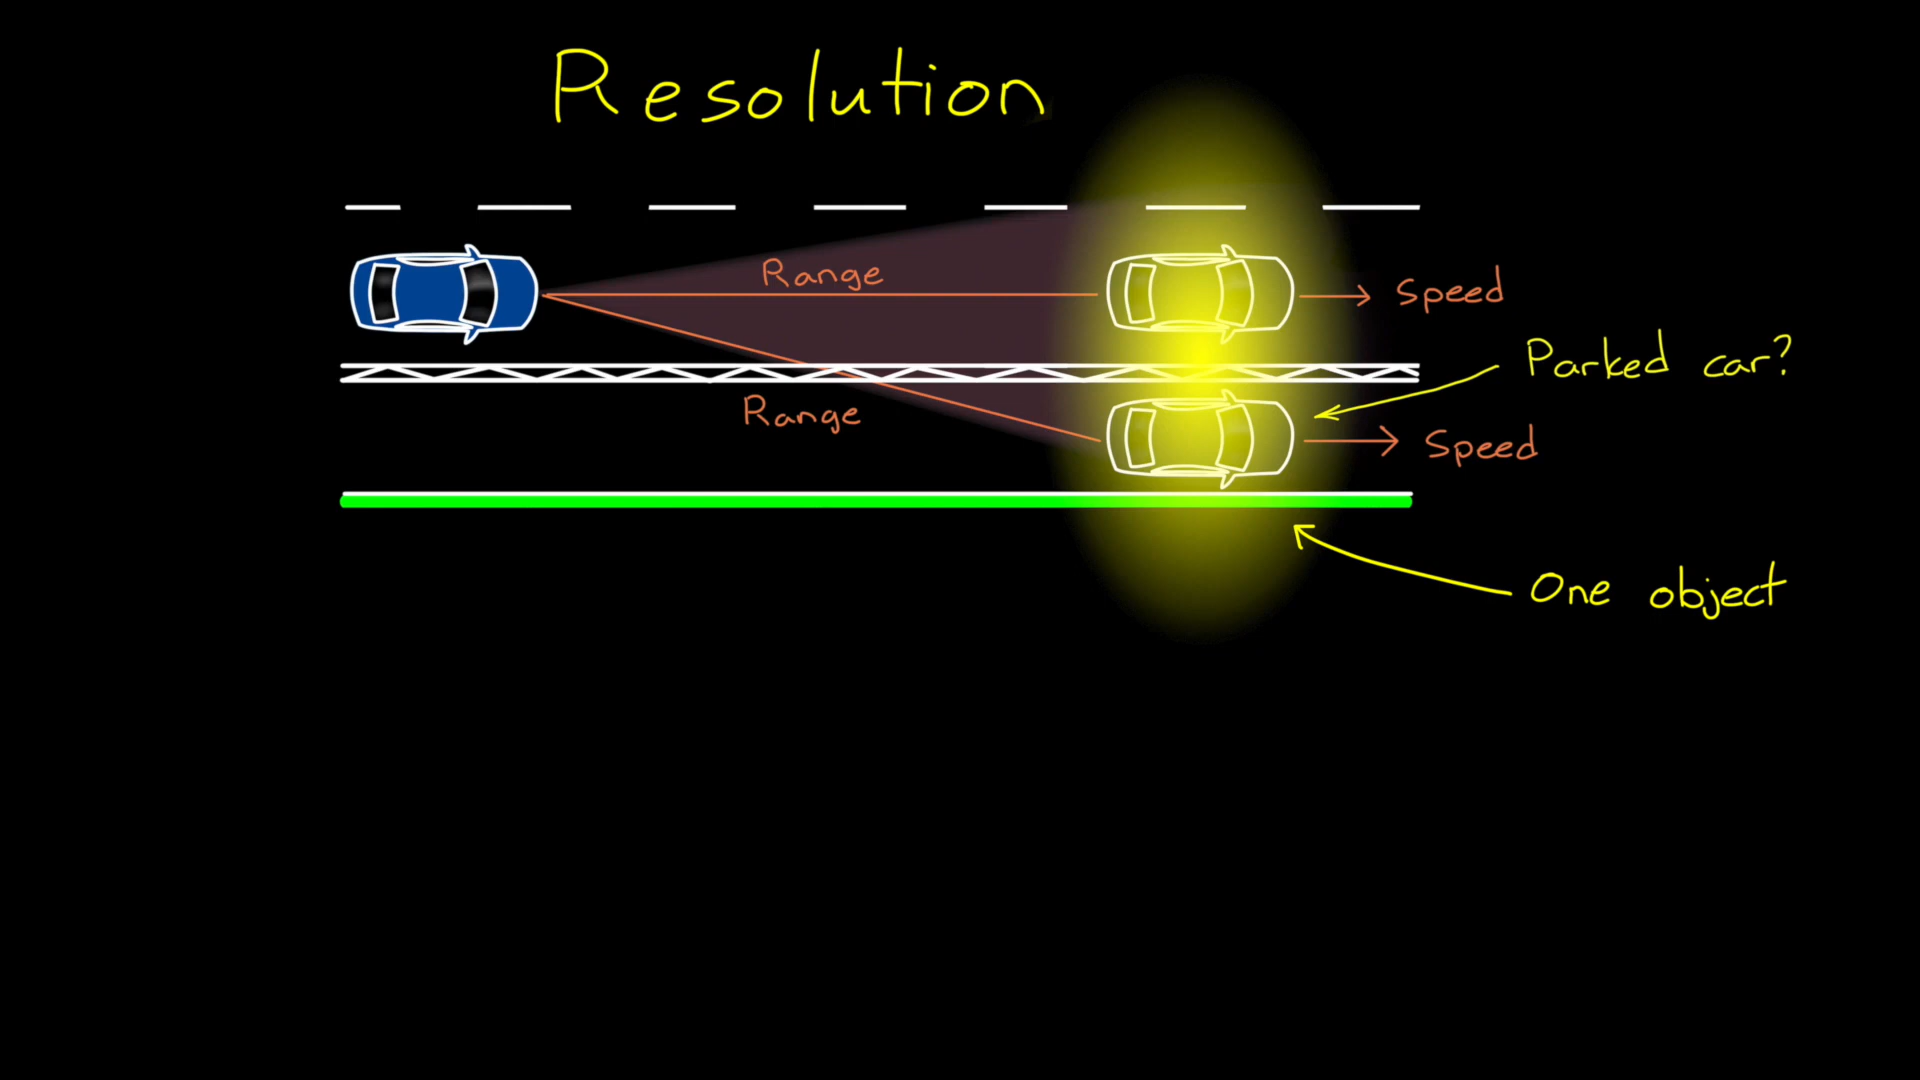 Resolution
Range
Speed
Parked car?
Range
Speed
One object